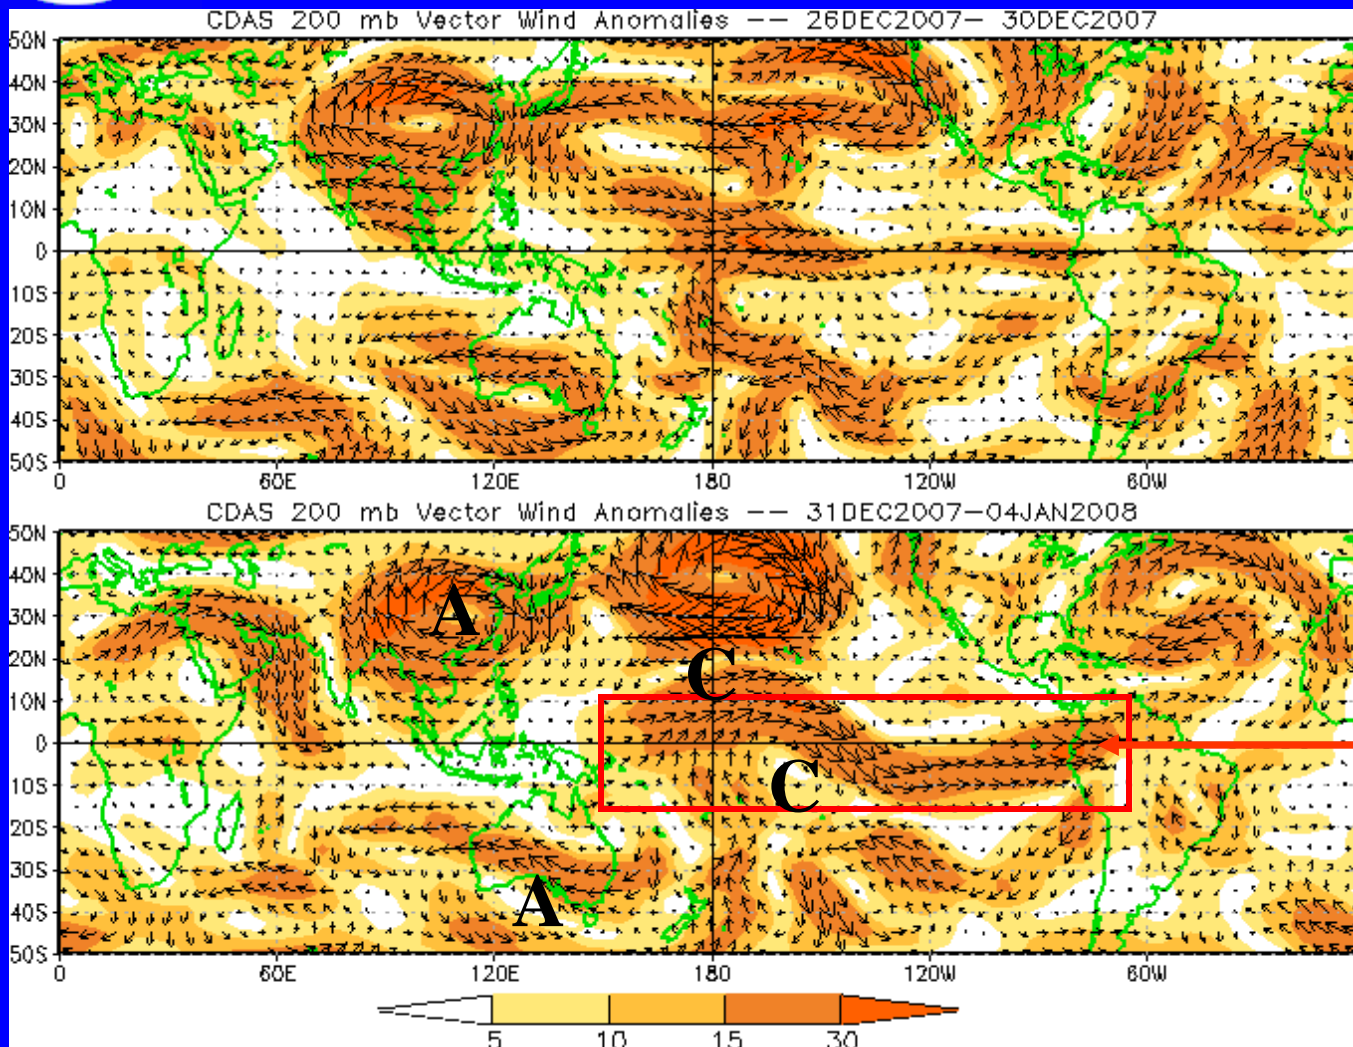 CDAS 200 mb Vector Wind Anomalies -- 26DEC2007- 30DEC2007
50N
40N
30N
20N
10N
0
10S
20S
30S
40S
50S
0 60E 120E 180 120W 60W
CDAS 200 mb Vector Wind Anomalies -- 31DEC2007-04JAN2008
50N
40N
A
30N
20N
C
10N
0
C
10S
20S
30S
A
40S
50S
0 60E 120E 180 120W 60W
5 10 15 30